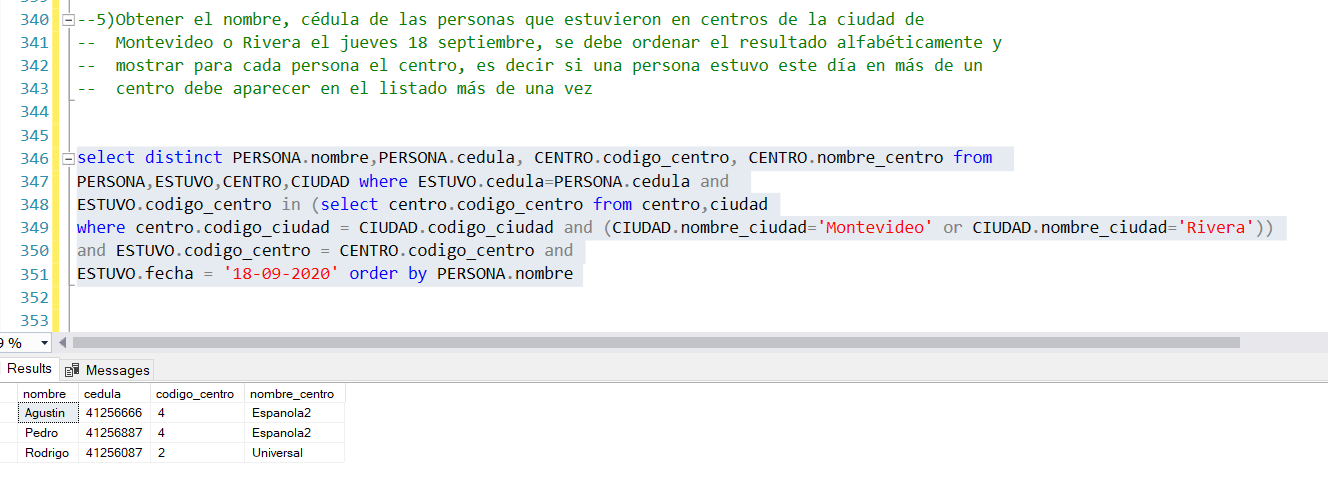 340 --5)Obtener el nombre, cédula de las personas que estuvieron en centros de la ciudad de
341 -- Montevideo o Rivera el jueves 18 septiembre, se debe ordenar el resultado alfabéticamente y
342 -- mostrar para cada persona el centro, es decir si una persona estuvo este día en más de un
343 -- centro debe aparecer en el listado más de una vez
344
345
346 select distinct PERSONA.nombre,PERSONA.cedula, CENTRO.codigo_centro, CENTRO.nombre_centro from
347 PERSONA,ESTUVO,CENTRO,CIUDAD where ESTUVO.cedula=PERSONA.cedula and
348 ESTUVO.codigo_centro in (select centro.codigo_centro from centro,ciudad
349 where centro.codigo_ciudad = CIUDAD.codigo_ciudad and (CIUDAD.nombre_ciudad='Montevideo' or CIUDAD.nombre_ciudad='Rivera'))
350 and ESTUVO.codigo_centro = CENTRO.codigo_centro and
351 ESTUVO.fecha = '18-09-2020' order by PERSONA.nombre
352
353
%
Results Messages
nombre cedula codigo_centro nombre_centro
Agustin 41256666 4 Espanola2
Pedro 41256887 4 Espanola2
Rodrigo 41256087 2 Universal